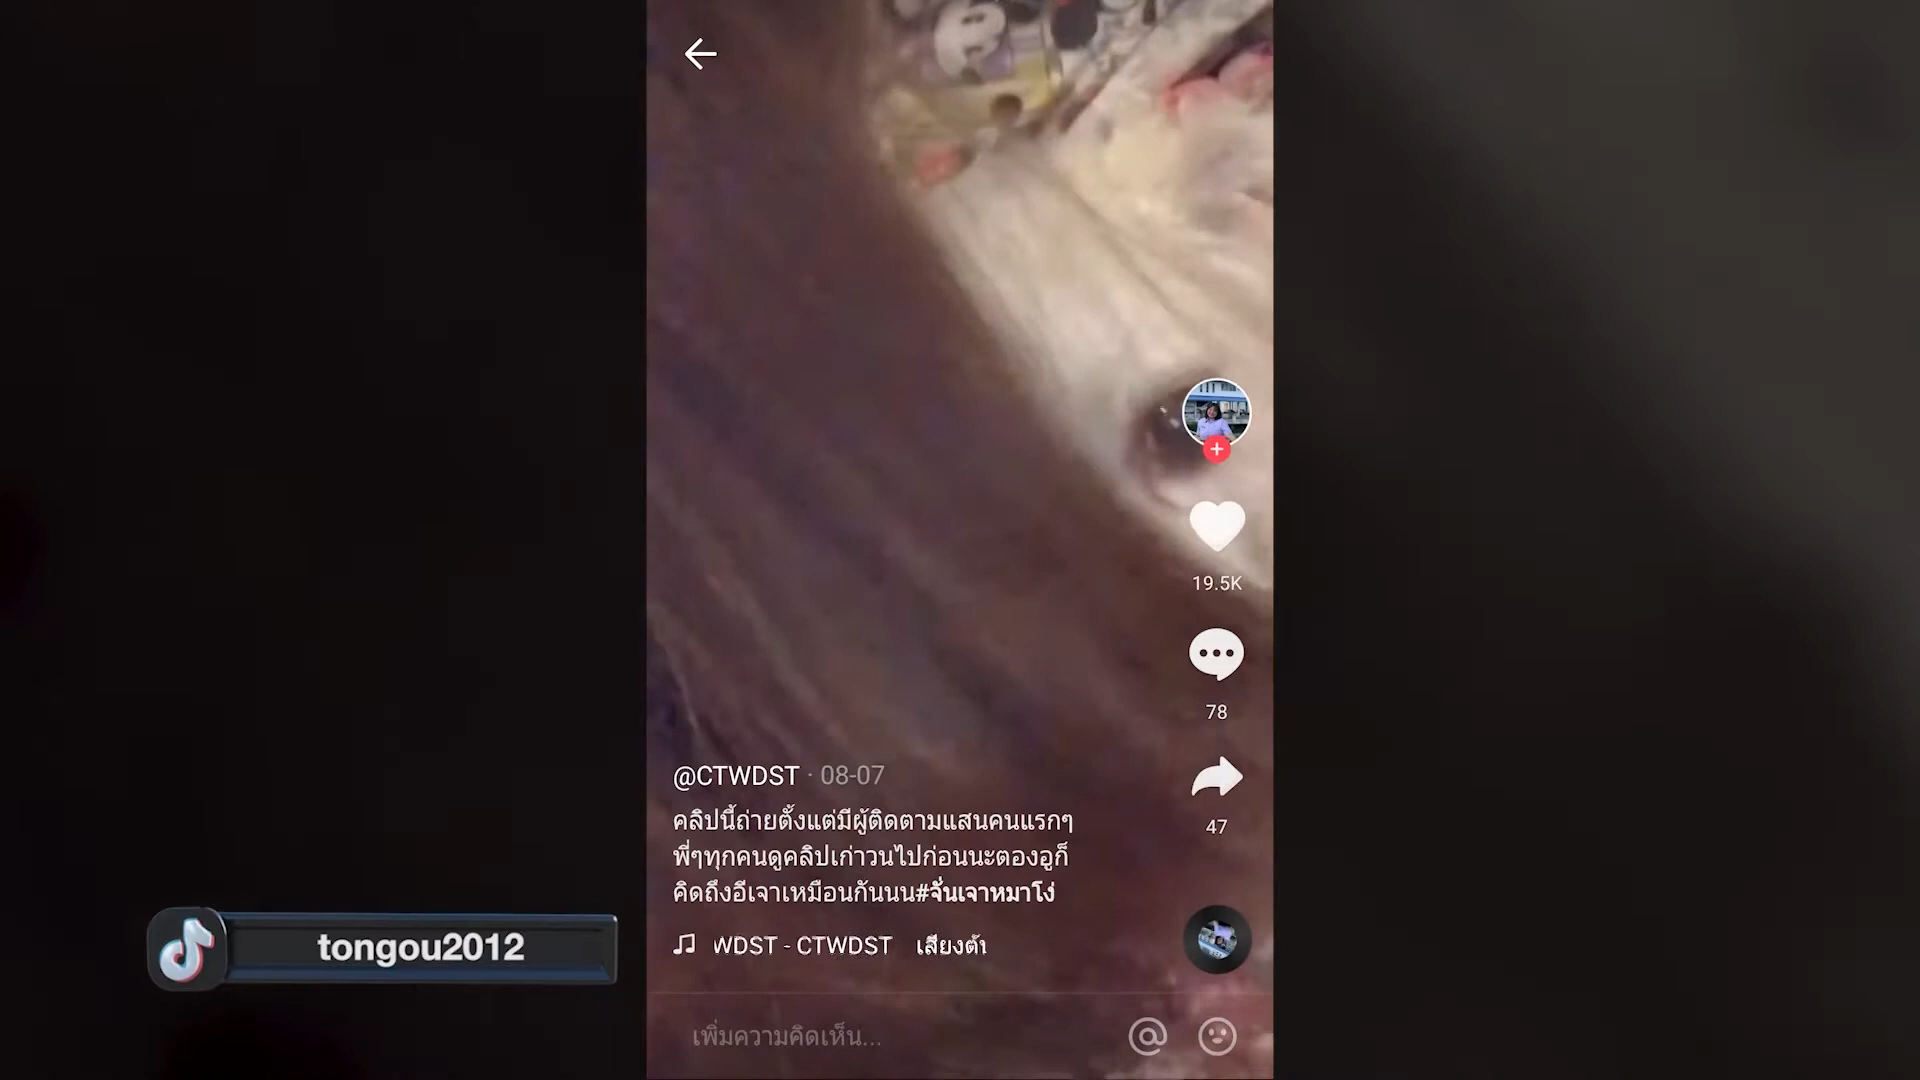 19.5K
78
47
@CTWDST · 08-07
คลิปนี้ถ่ายตั้งแต่มีผู้ติดตามแสนคนแรกๆ
พี่ๆทุกคนดูคลิปเก่าวนไปก่อนนะตองอูก็
คิดถึงอีเจาเหมือนกันนน#จั่นเจาหมาโง่
WDST - CTWDST เสียงต้น
เพิ่มความคิดเห็น...
tongou2012